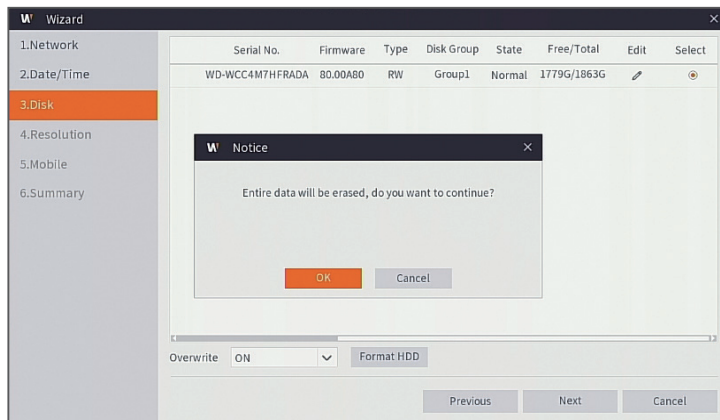 W Wizard
1.Network
2.Date/Time
3.Disk
4.Resolution
5.Mobile
6.Summary
Serial No. Firmware Type Disk Group State Free/Total Edit Select
WD-WCC4M7HFRADA 80.00A80 RW Group1 Normal 1779G/1863G
W Notice
Entire data will be erased, do you want to continue?
OK Cancel
Overwrite ON Format HDD
Previous Next Cancel